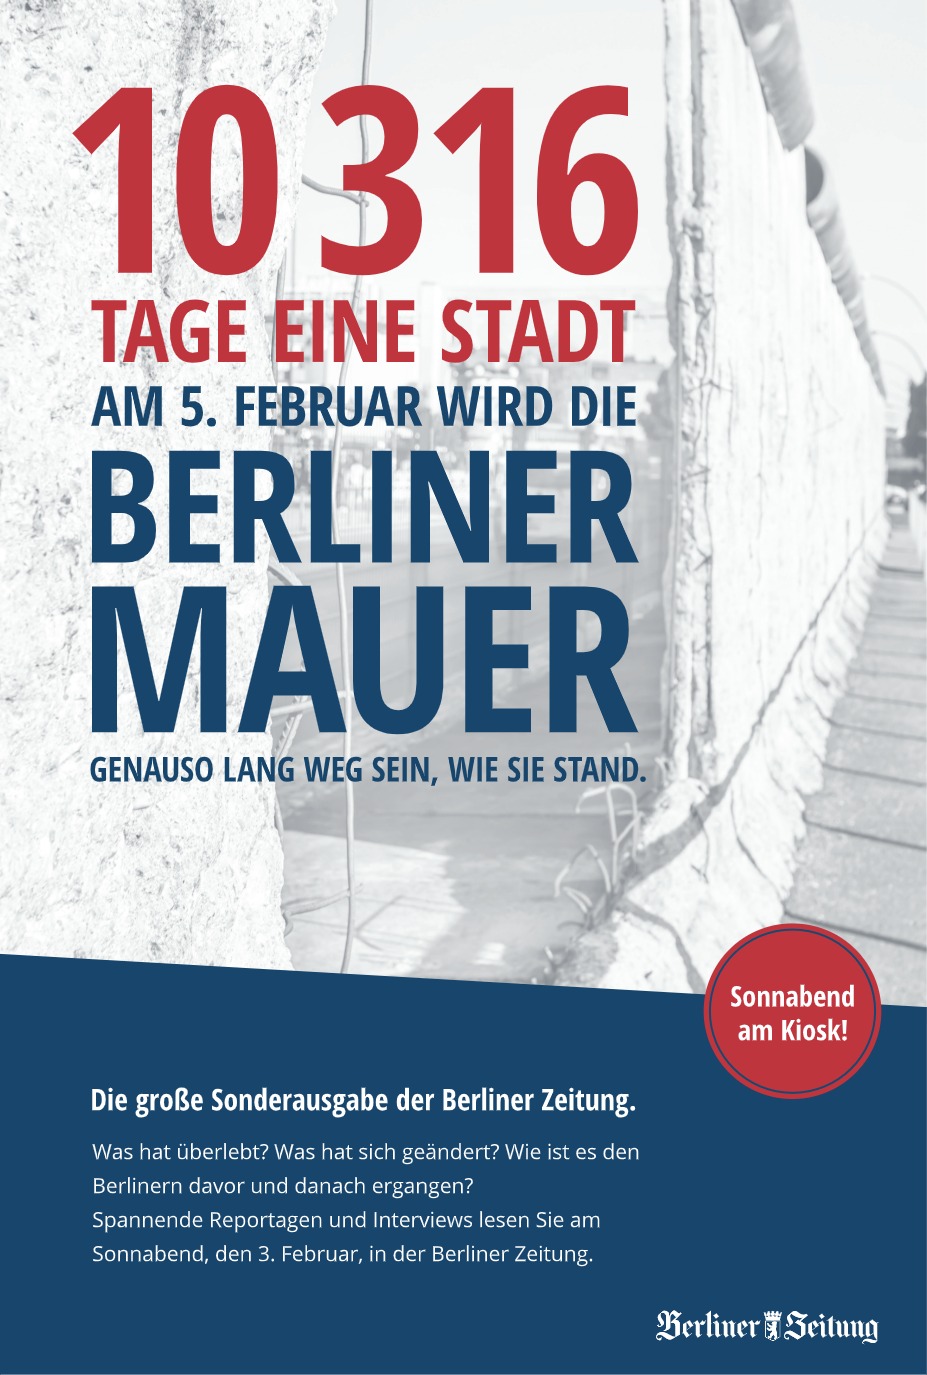 10 316
TAGE EINE STADT
AM 5. FEBRUAR WIRD DIE
BERLINER
MAUER
GENAUSO LANG WEG SEIN, WIE SIE STAND.
Sonnabend
am Kiosk!
Die große Sonderausgabe der Berliner Zeitung.
Was hat überlebt? Was hat sich geändert? Wie ist es den
Berlinern davor und danach ergangen?
Spannende Reportagen und Interviews lesen Sie am
Sonnabend, den 3. Februar, in der Berliner Zeitung.
Berliner Zeitung